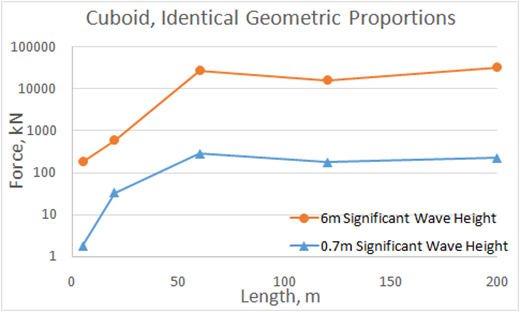 Cuboid, Identical Geometric Proportions
100000
10000
1000
100
10
1
Force, kN
6m Significant Wave Height
0.7m Significant Wave Height
0 50 100 150 200
Length, m